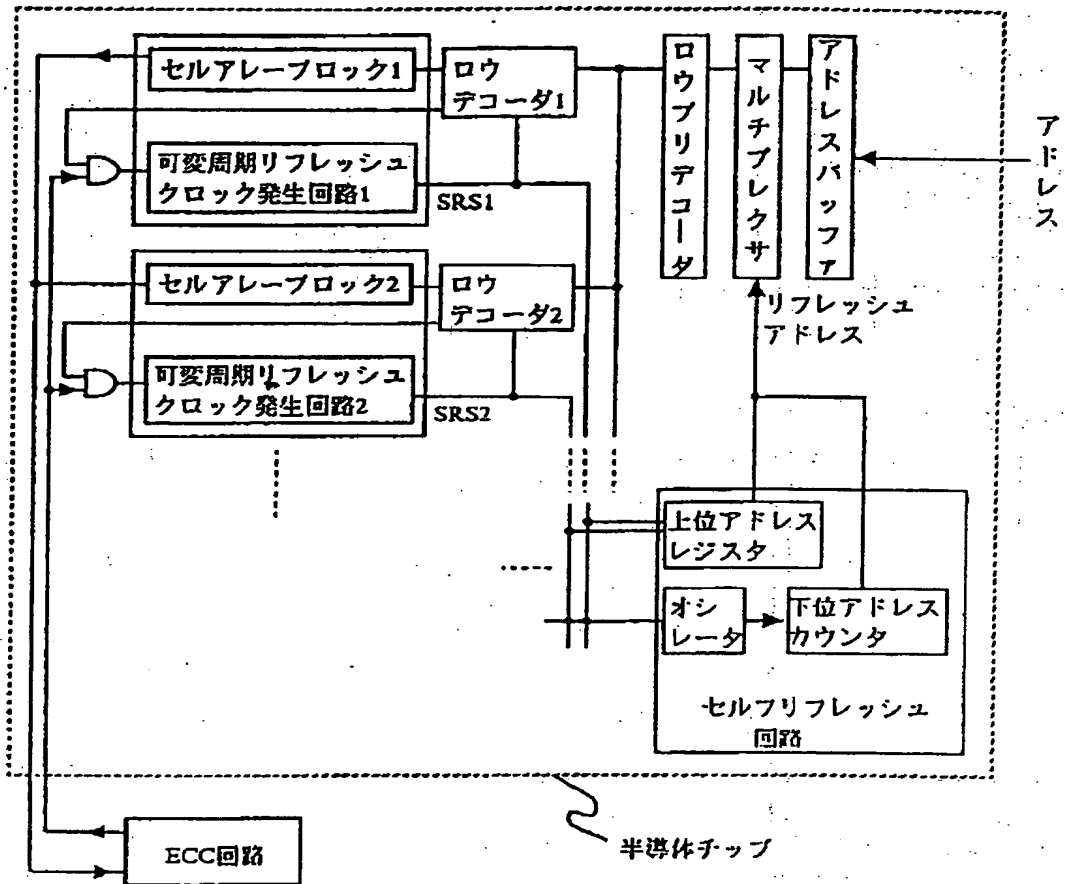 セルアレーブロック1
ロウ
デコーダ1
ロウプリデコーダ
マルチプレクサ
アドレスバッファ
アドレス
可変周期リフレッシュ
クロック発生回路1
SRS1
セルアレーブロック2
ロウ
デコーダ2
リフレッシュ
アドレス
可変周期リフレッシュ
クロック発生回路2
SRS2
上位アドレス
レジスタ
オシ
レータ
下位アドレス
カウンタ
セルフリフレッシュ
回路
ECC回路
半導体チップ